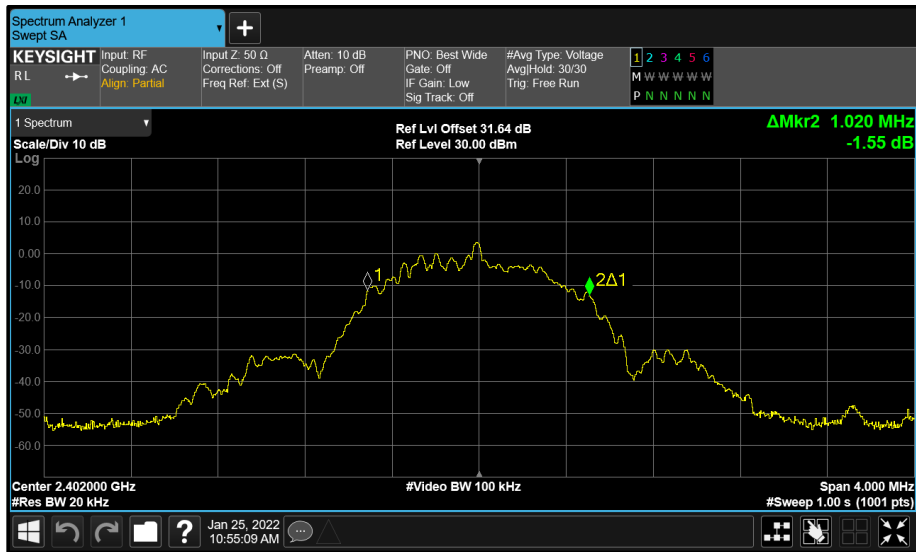 Spectrum Analyzer 1
Swept SA
+
KEYSIGHT
R L
LXI
Input: RF
Coupling: AC
Align: Partial
Input Z: 50 Ω
Corrections: Off
Freq Ref: Ext (S)
Atten: 10 dB
Preamp: Off
PNO: Best Wide
Gate: Off
IF Gain: Low
Sig Track: Off
#Avg Type: Voltage
Avg|Hold: 30/30
Trig: Free Run
1 2 3 4 5 6
M W W W W W
P N N N N N
1 Spectrum
Scale/Div 10 dB
Ref Lvl Offset 31.64 dB
Ref Level 30.00 dBm
ΔMkr2 1.020 MHz
-1.55 dB
Log
20.0
10.0
0.00
-10.0
-20.0
-30.0
-40.0
-50.0
-60.0
1
2Δ1
Center 2.402000 GHz
#Res BW 20 kHz
#Video BW 100 kHz
Span 4.000 MHz
#Sweep 1.00 s (1001 pts)
?
Jan 25, 2022
10:55:09 AM